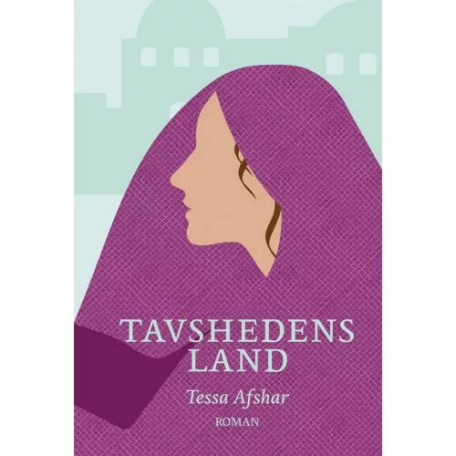 TAVSHEDENS
LAND
Tessa Afshar
ROMAN